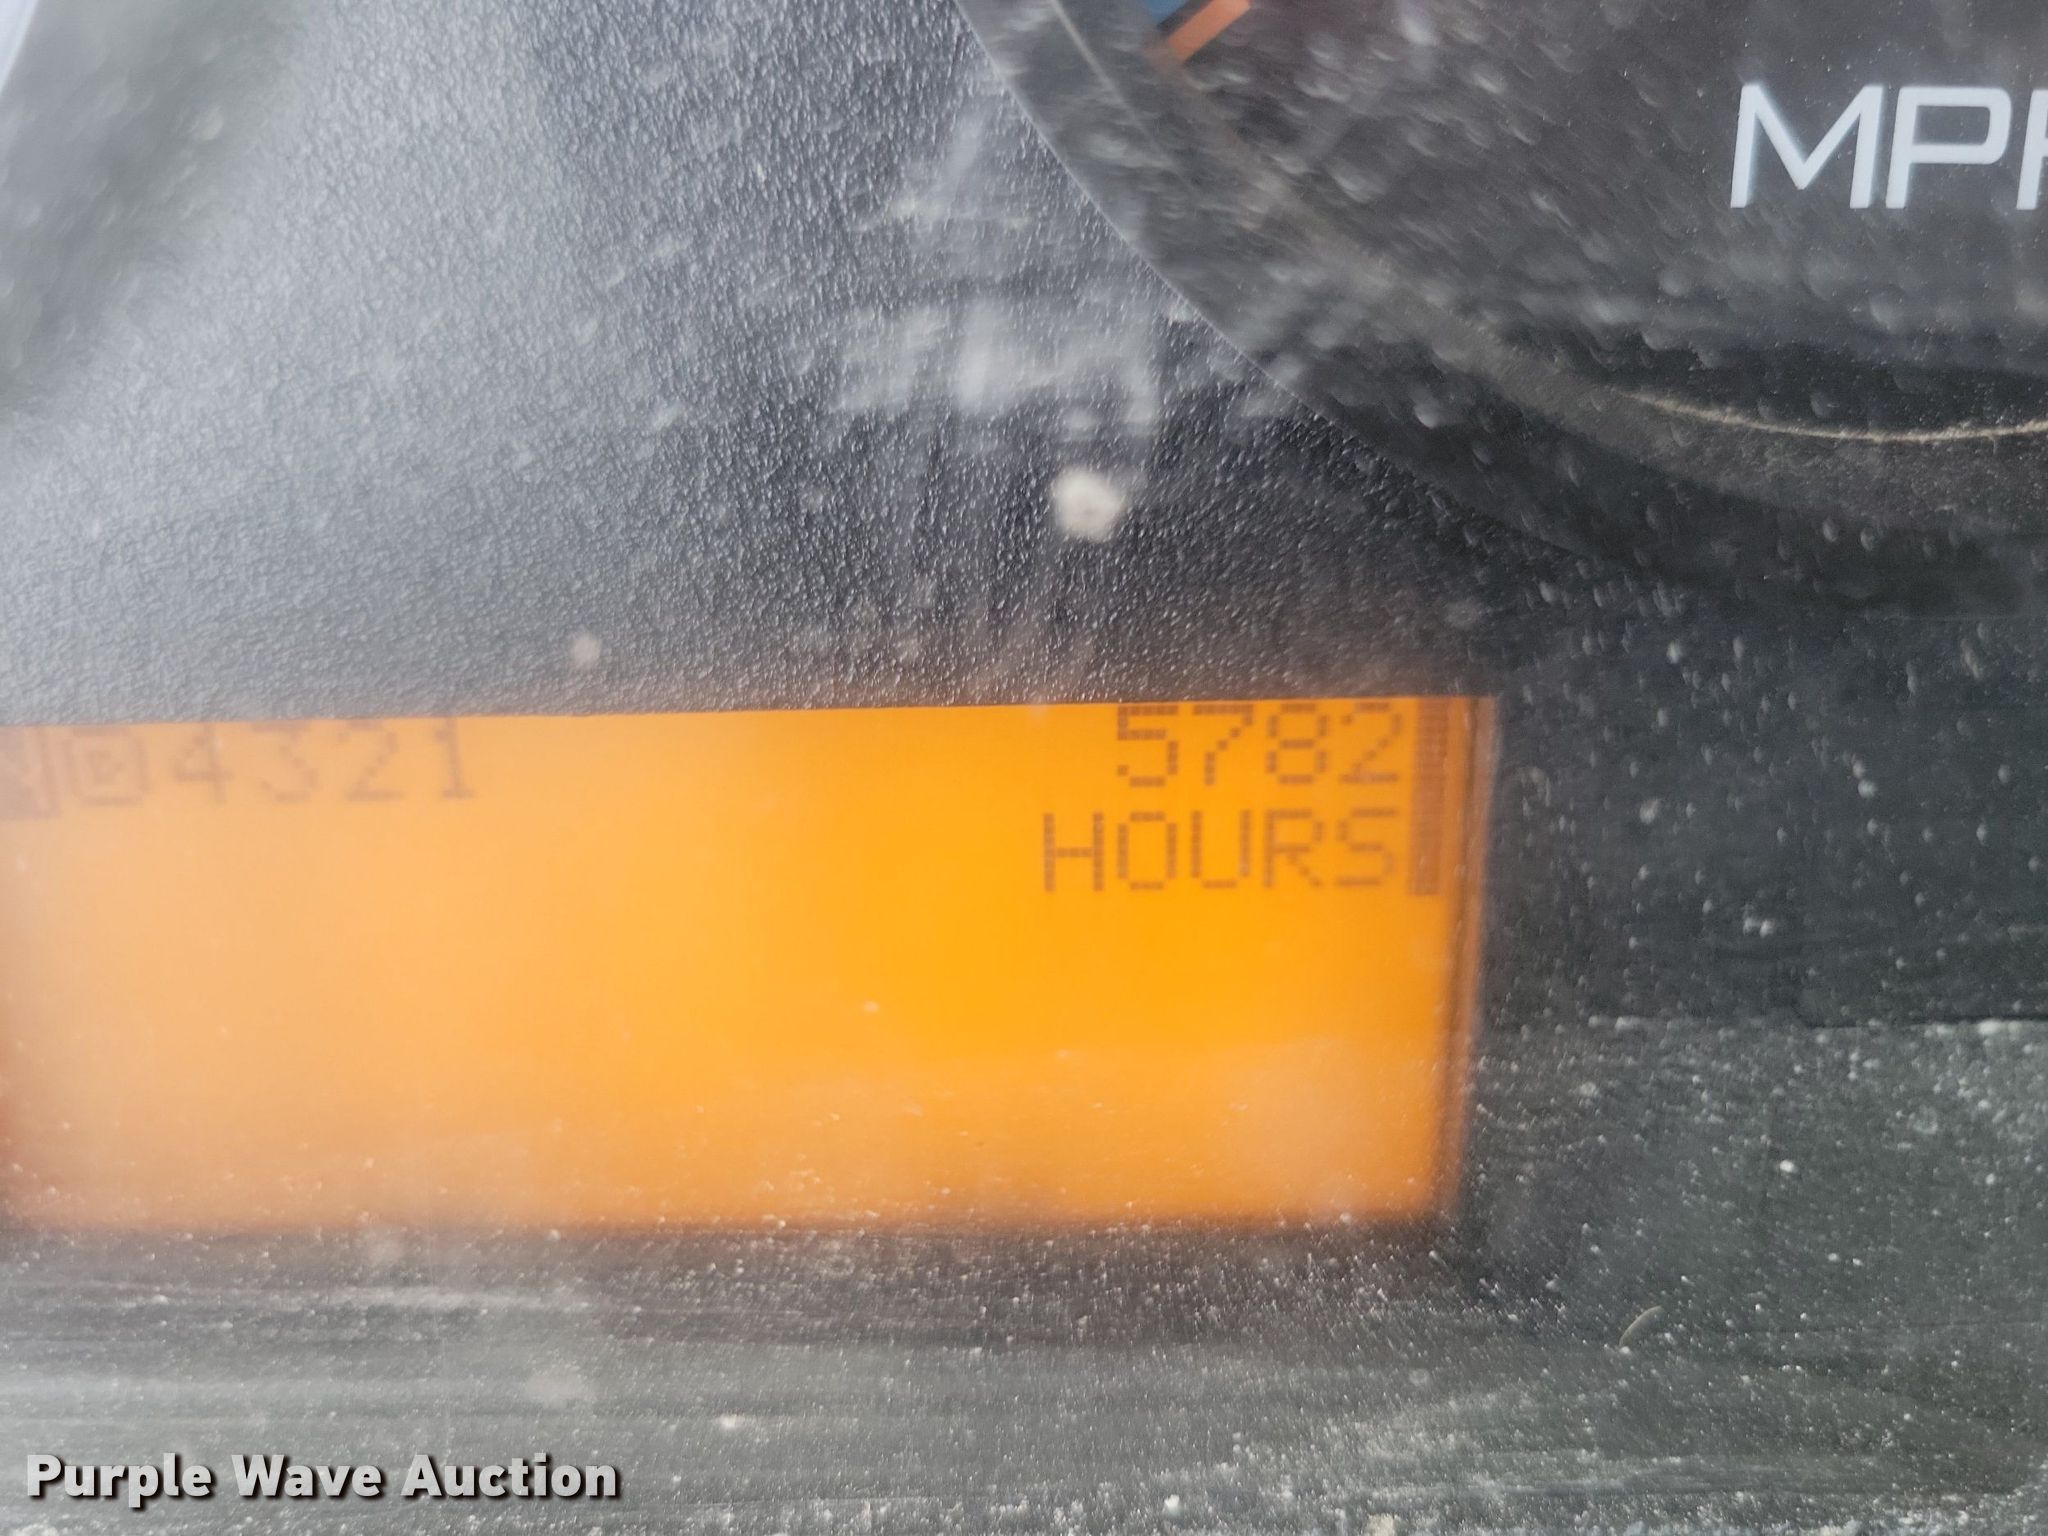 MPH
4321
5782
HOURS
Purple Wave Auction